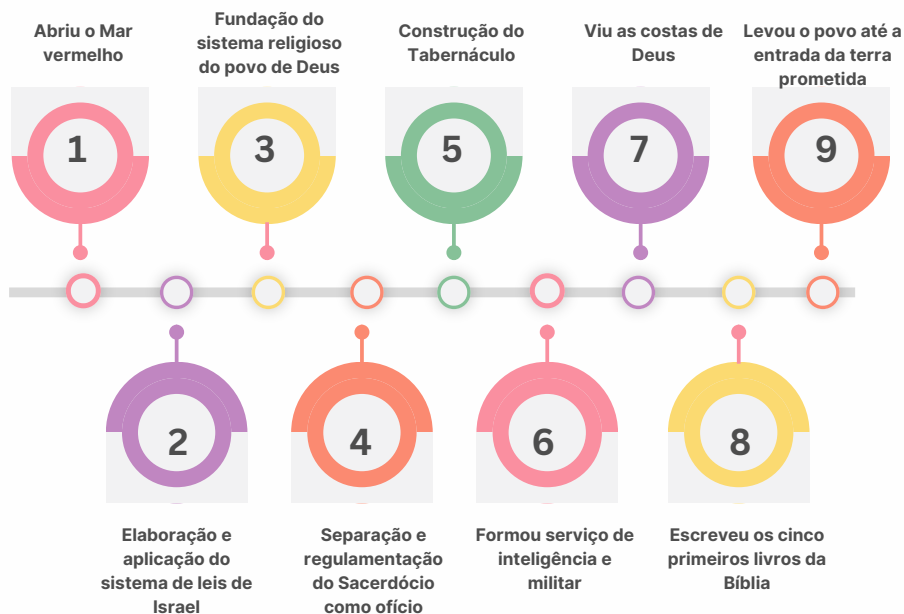 Abriu o Mar
vermelho
1
Elaboração e
aplicação do
sistema de leis de
Israel
2
Fundação do
sistema religioso
do povo de Deus
3
Separação e
regulamentação
do Sacerdócio
como ofício
4
Construção do
Tabernáculo
5
Formou serviço de
inteligência e
militar
6
Viu as costas de
Deus
7
Escreveu os cinco
primeiros livros da
Bíblia
8
Levou o povo até a
entrada da terra
prometida
9